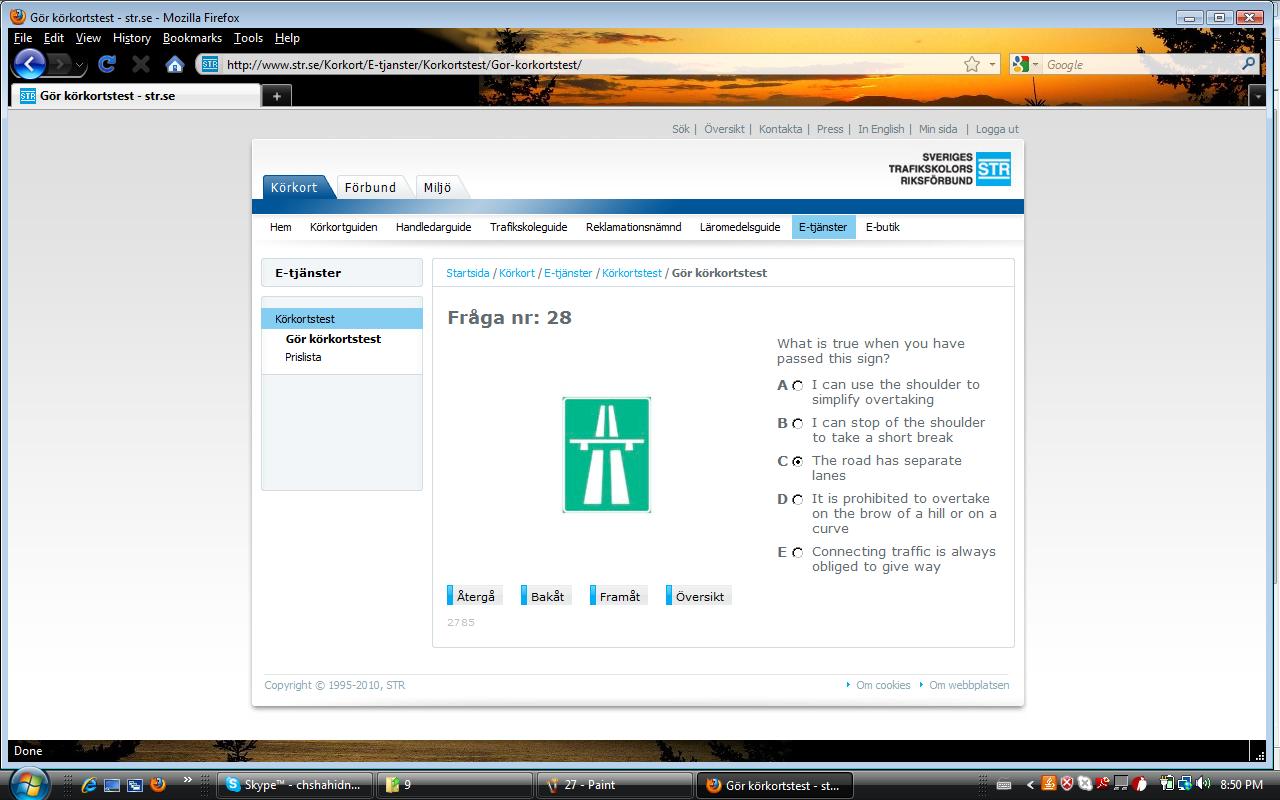 Gör körkortstest - str.se - Mozilla Firefox
File Edit View History Bookmarks Tools Help
http://www.str.se/Korkort/E-tjanster/Korkortstest/Gor-korkortstest/
Google
Gör körkortstest - str.se
Sök | Översikt | Kontakta | Press | In English | Min sida | Logga ut
SVERIGES
TRAFIKSKOLORS
RIKSFÖRBUND
STR
Körkort Förbund Miljö
Hem Körkortguiden Handledarguide Trafikskoleguide Reklamationsnämnd Läromedelsguide E-tjänster E-butik
E-tjänster
Körkortstest
Gör körkortstest
Prislista
Startsida / Körkort / E-tjänster / Körkortstest / Gör körkortstest
Fråga nr: 28
What is true when you have
passed this sign?
A I can use the shoulder to
simplify overtaking
B I can stop of the shoulder
to take a short break
C The road has separate
lanes
D It is prohibited to overtake
on the brow of a hill or on a
curve
E Connecting traffic is always
obliged to give way
Återgå Bakåt Framåt Översikt
2785
Copyright © 1995-2010, STR
Om cookies Om webbplatsen
Done
Skype™ - chshahidn... 9 27 - Paint Gör körkortstest - st... 8:50 PM